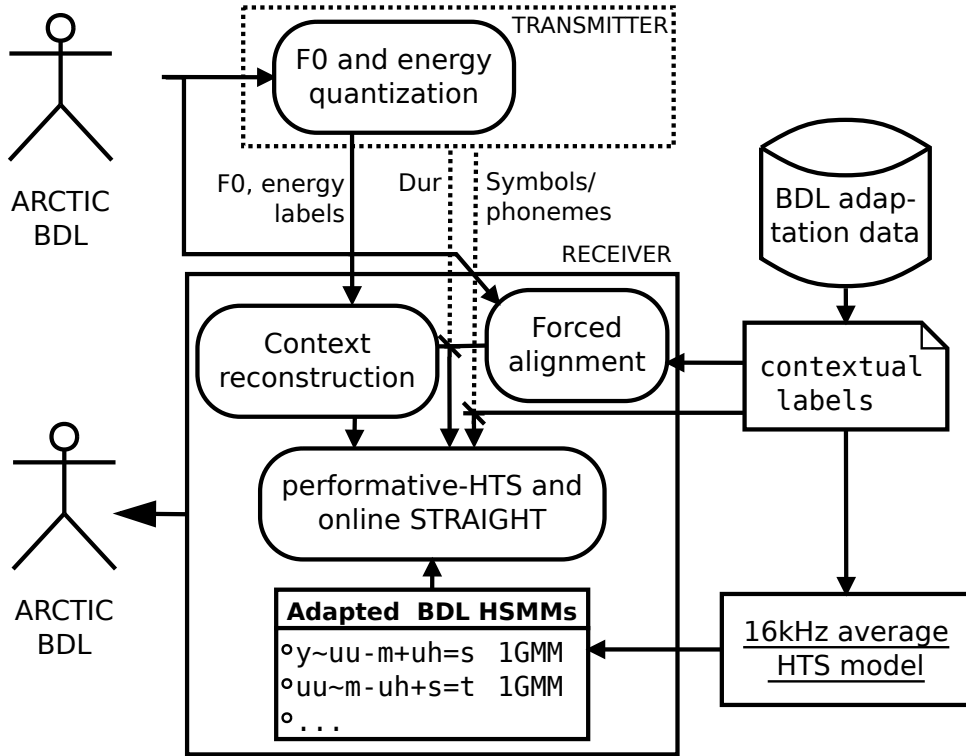 TRANSMITTER
F0 and energy
quantization
ARCTIC
BDL
F0, energy
labels
Dur
Symbols/
phonemes
BDL adap-
tation data
RECEIVER
Context
reconstruction
Forced
alignment
contextual
labels
performative-HTS and
online STRAIGHT
ARCTIC
BDL
Adapted BDL HSMMs
y~uu-m+uh=s 1GMM
uu~m-uh+s=t 1GMM
...
16kHz average
HTS model